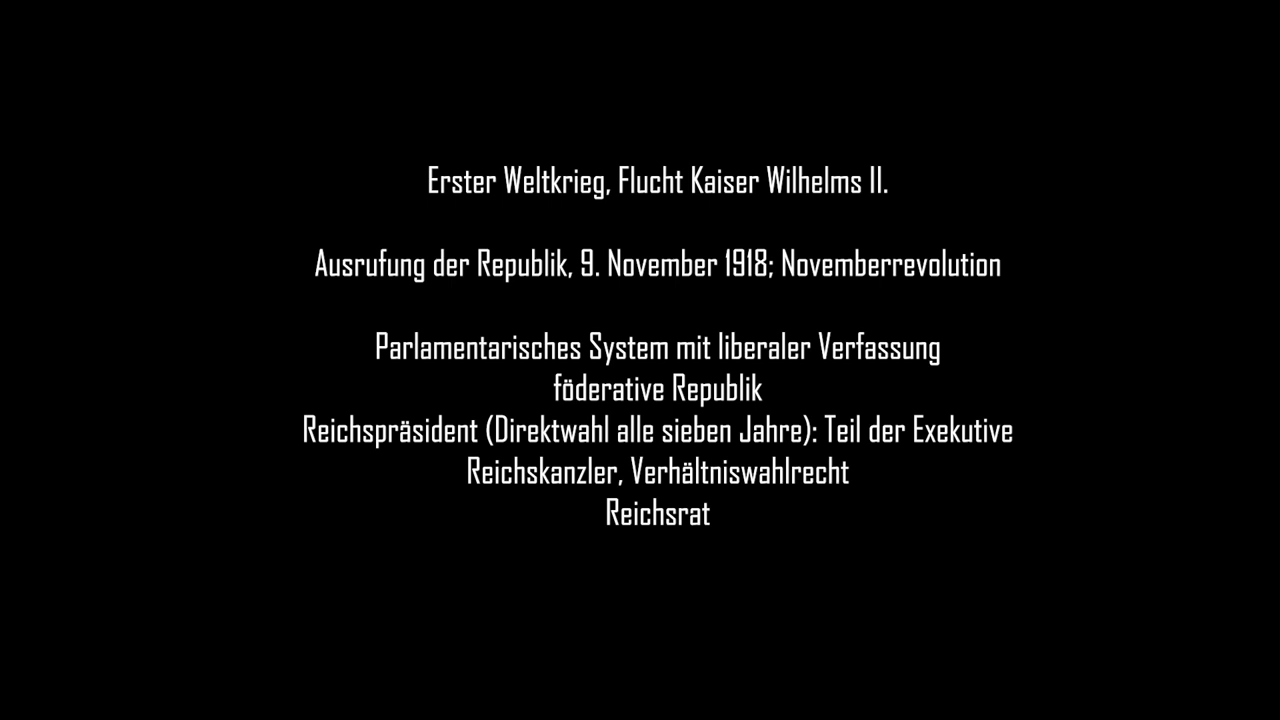 Erster Weltkrieg, Flucht Kaiser Wilhelms II.
Ausrufung der Republik, 9. November 1918; Novemberrevolution
Parlamentarisches System mit liberaler Verfassung
föderative Republik
Reichspräsident (Direktwahl alle sieben Jahre): Teil der Exekutive
Reichskanzler, Verhältniswahlrecht
Reichsrat